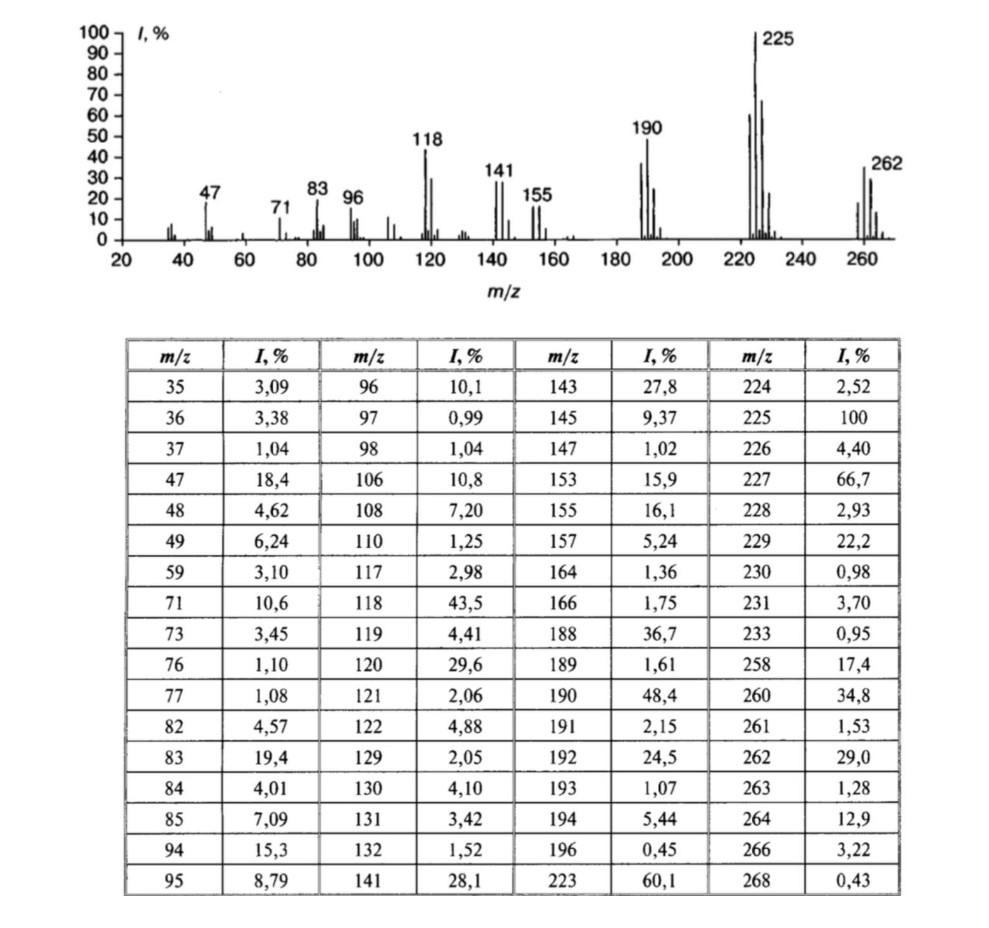 100 I, %
90
80
70
60
50
40
30
20
10
0
225
190
262
118
141
155
83
96
47
71
20 40 60 80 100 120 140 160 180 200 220 240 260
m/z
m/z I, % m/z I, % m/z I, % m/z I, %
35 3,09 96 10,1 143 27,8 224 2,52
36 3,38 97 0,99 145 9,37 225 100
37 1,04 98 1,04 147 1,02 226 4,40
47 18,4 106 10,8 153 15,9 227 66,7
48 4,62 108 7,20 155 16,1 228 2,93
49 6,24 110 1,25 157 5,24 229 22,2
59 3,10 117 2,98 164 1,36 230 0,98
71 10,6 118 43,5 166 1,75 231 3,70
73 3,45 119 4,41 188 36,7 233 0,95
76 1,10 120 29,6 189 1,61 258 17,4
77 1,08 121 2,06 190 48,4 260 34,8
82 4,57 122 4,88 191 2,15 261 1,53
83 19,4 129 2,05 192 24,5 262 29,0
84 4,01 130 4,10 193 1,07 263 1,28
85 7,09 131 3,42 194 5,44 264 12,9
94 15,3 132 1,52 196 0,45 266 3,22
95 8,79 141 28,1 223 60,1 268 0,43